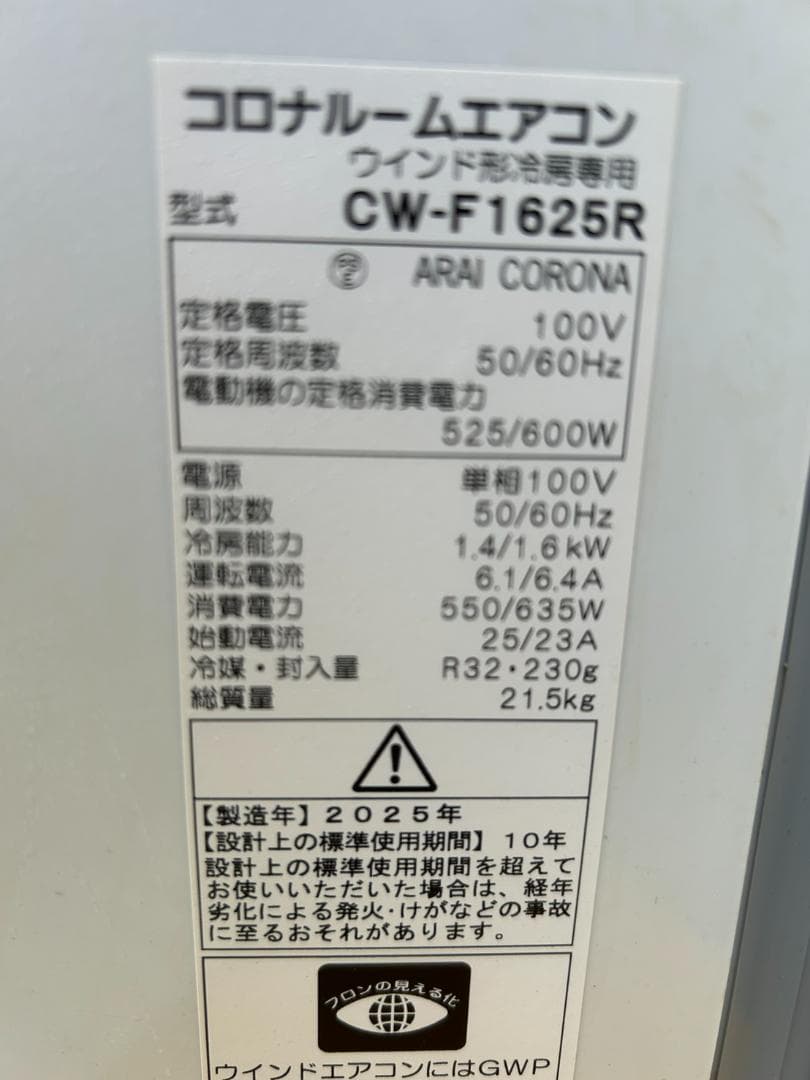 コロナルームエアコン
ウインド形冷房専用
型式 CW-F1625R
PSE ARAI CORONA
定格電圧 100V
定格周波数 50/60Hz
電動機の定格消費電力
525/600W
電源 単相100V
周波数 50/60Hz
冷房能力 1.4/1.6kW
運転電流 6.1/6.4A
消費電力 550/635W
始動電流 25/23A
冷媒・封入量 R32・230g
総質量 21.5kg
【製造年】2025年
【設計上の標準使用期間】10年
設計上の標準使用期間を超えて
お使いいただいた場合は、経年
劣化による発火・けがなどの事故
に至るおそれがあります。
フロンの見える化
ウインドエアコンにはGWP